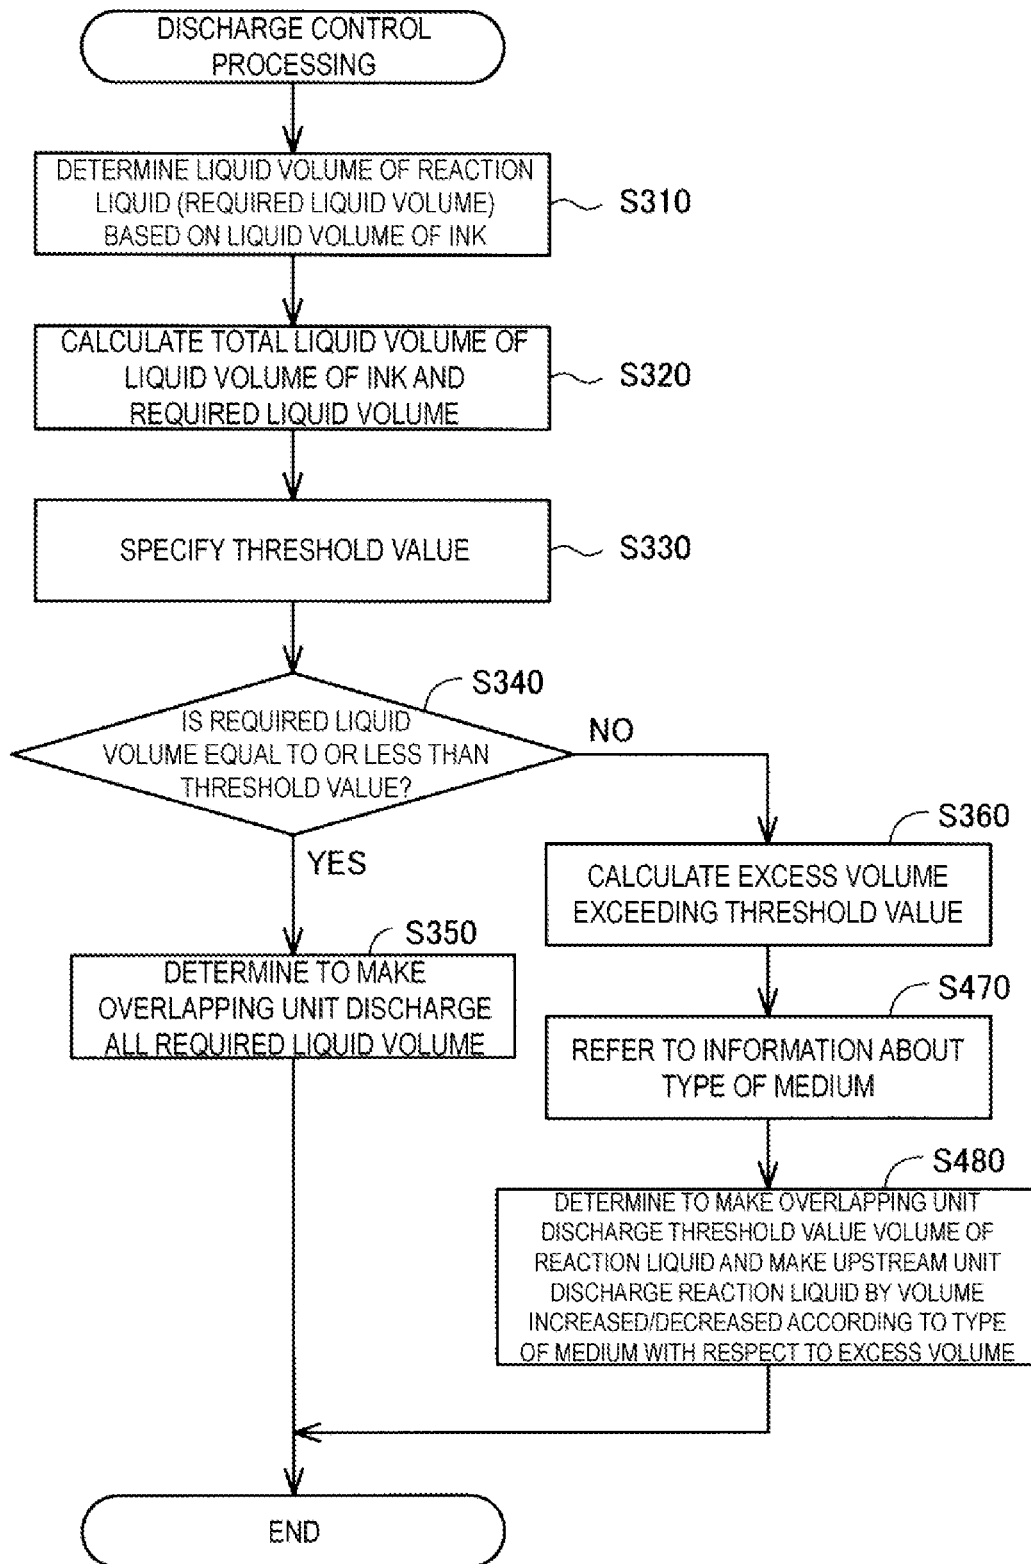 DISCHARGE CONTROL
PROCESSING
DETERMINE LIQUID VOLUME OF REACTION
LIQUID (REQUIRED LIQUID VOLUME)
BASED ON LIQUID VOLUME OF INK
S310
CALCULATE TOTAL LIQUID VOLUME OF
LIQUID VOLUME OF INK AND
REQUIRED LIQUID VOLUME
S320
SPECIFY THRESHOLD VALUE
S330
S340
IS REQUIRED LIQUID
VOLUME EQUAL TO OR LESS THAN
THRESHOLD VALUE?
NO
YES
S350
DETERMINE TO MAKE
OVERLAPPING UNIT DISCHARGE
ALL REQUIRED LIQUID VOLUME
S360
CALCULATE EXCESS VOLUME
EXCEEDING THRESHOLD VALUE
S470
REFER TO INFORMATION ABOUT
TYPE OF MEDIUM
S480
DETERMINE TO MAKE OVERLAPPING UNIT
DISCHARGE THRESHOLD VALUE VOLUME OF
REACTION LIQUID AND MAKE UPSTREAM UNIT
DISCHARGE REACTION LIQUID BY VOLUME
INCREASED/DECREASED ACCORDING TO TYPE
OF MEDIUM WITH RESPECT TO EXCESS VOLUME
END